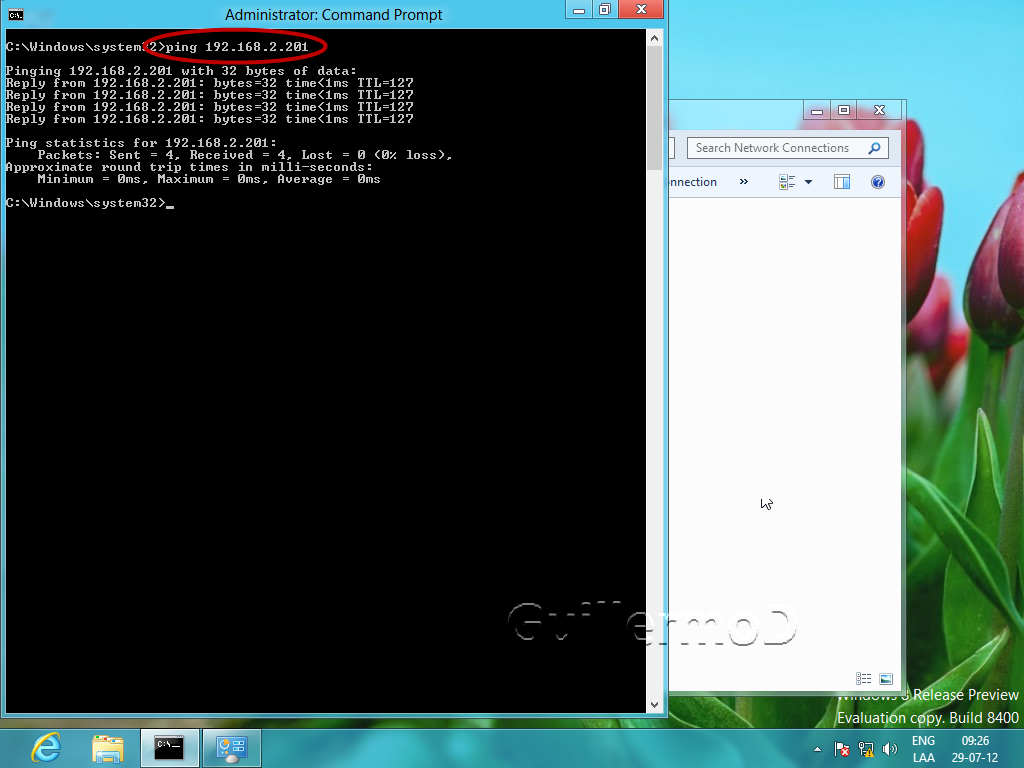 Administrator: Command Prompt
C:\Windows\system32>ping 192.168.2.201
Pinging 192.168.2.201 with 32 bytes of data:
Reply from 192.168.2.201: bytes=32 time<1ms TTL=127
Reply from 192.168.2.201: bytes=32 time<1ms TTL=127
Reply from 192.168.2.201: bytes=32 time<1ms TTL=127
Reply from 192.168.2.201: bytes=32 time<1ms TTL=127
Ping statistics for 192.168.2.201:
Packets: Sent = 4, Received = 4, Lost = 0 (0% loss),
Approximate round trip times in milli-seconds:
Minimum = 0ms, Maximum = 0ms, Average = 0ms
C:\Windows\system32>_
Search Network Connections
nnection »
GuillermoD
Windows 8 Release Preview
Evaluation copy. Build 8400
C:\._
ENG 09:26
LAA 29-07-12